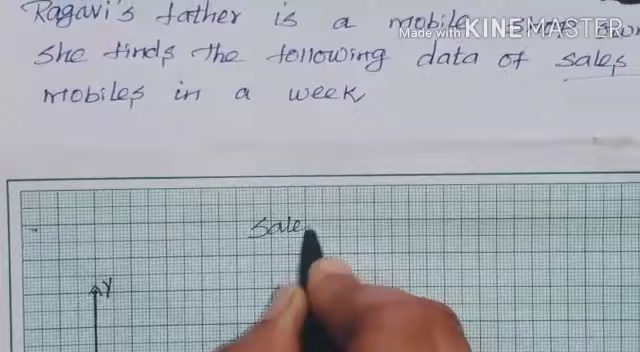 Ragavi's father is a mobile
Made with KINEMASTER
she finds the following data of sales
mobiles in a week
Sale
Y